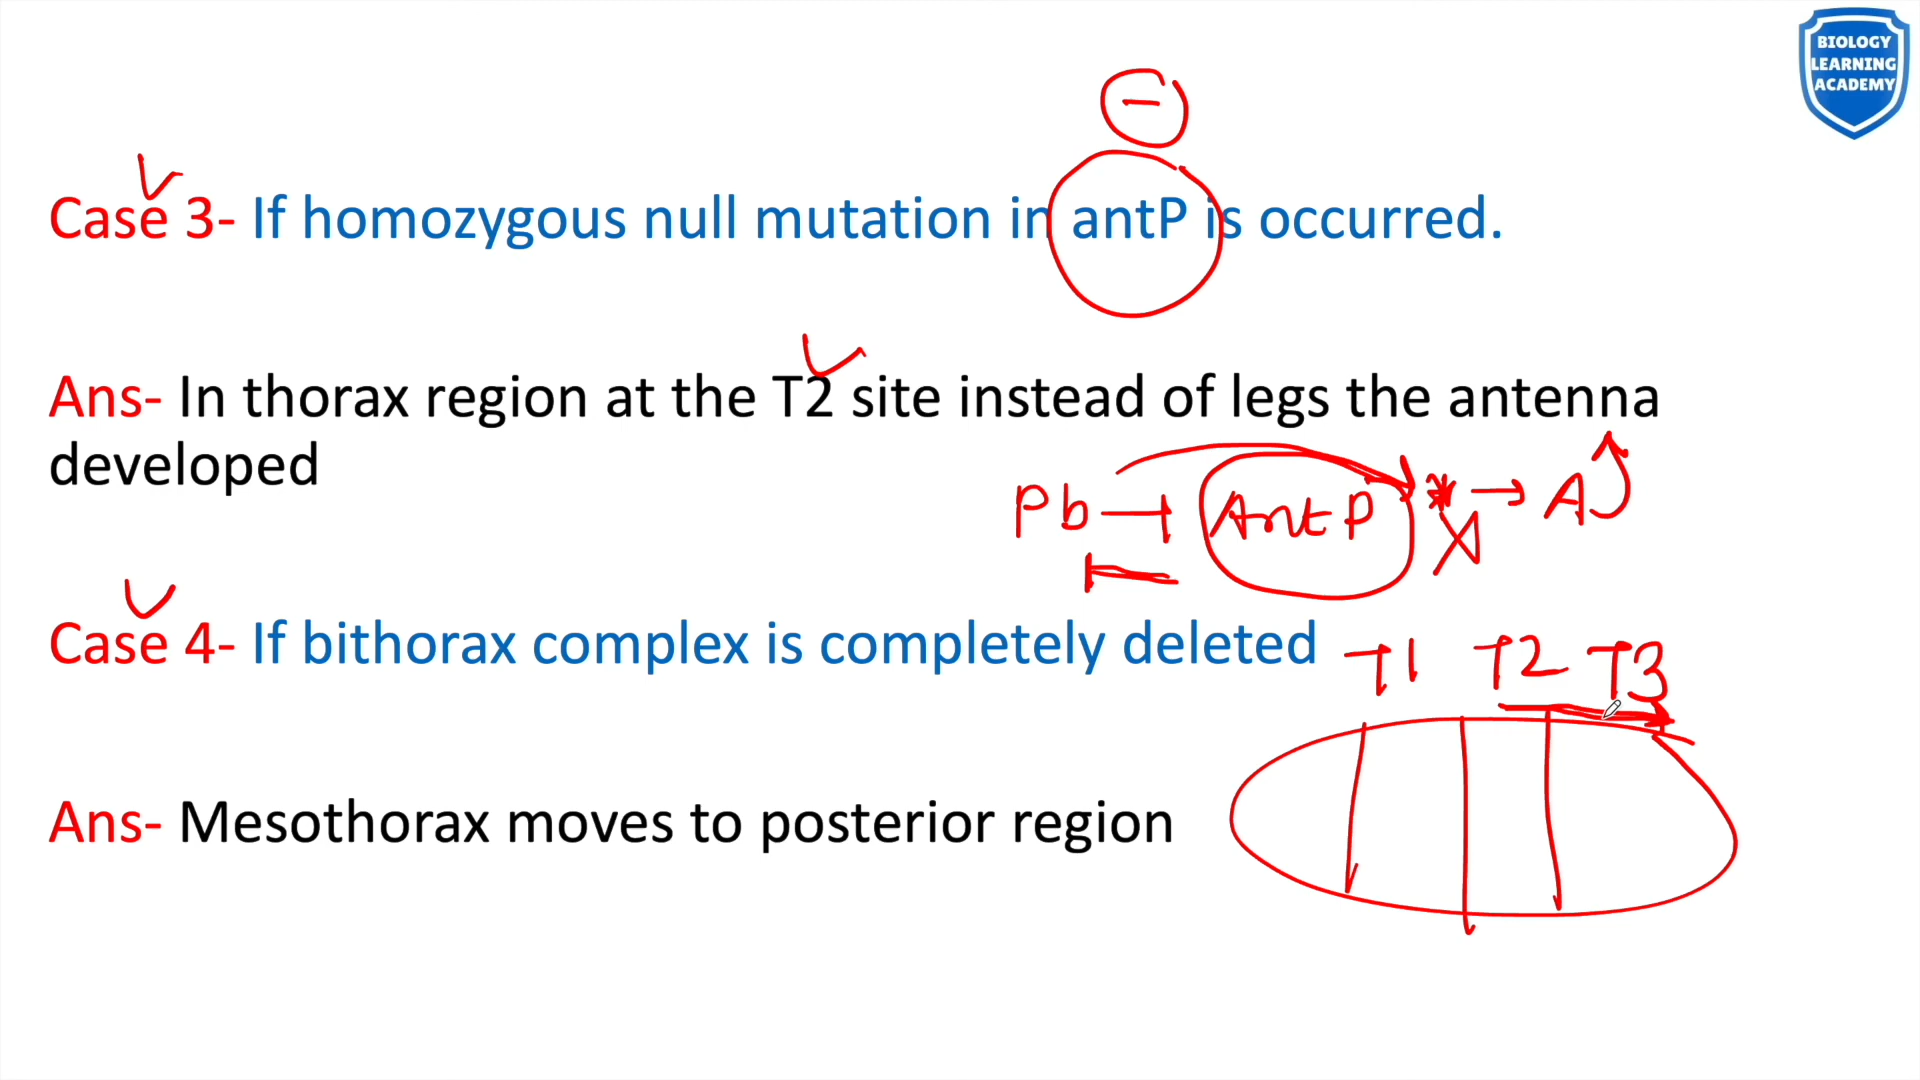 BIOLOGY
LEARNING
ACADEMY
Case 3- If homozygous null mutation in antP is occurred.
Ans- In thorax region at the T2 site instead of legs the antenna
developed
Pb AntP A
Case 4- If bithorax complex is completely deleted
T1 T2 T3
Ans- Mesothorax moves to posterior region